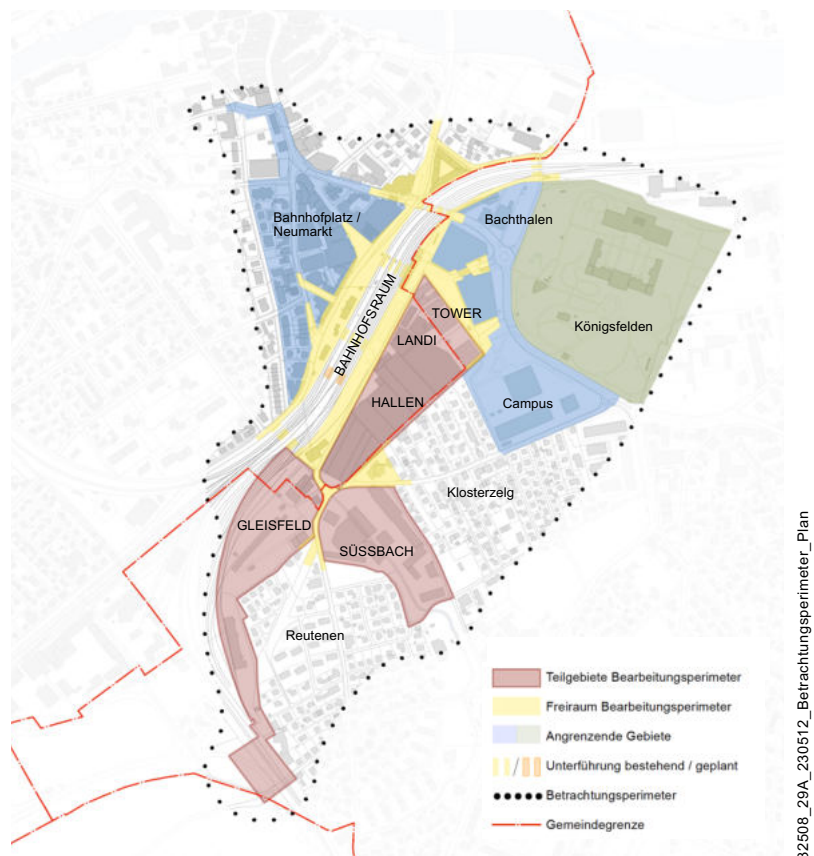 Bahnhofplatz /
Neumarkt
Bachthalen
BAHNHOFSRAUM
TOWER
Königsfelden
LANDI
HALLEN
Campus
Klosterzelg
GLEISFELD
SÜSSBACH
Reutenen
Teilgebiete Bearbeitungsperimeter
Freiraum Bearbeitungsperimeter
Angrenzende Gebiete
Unterführung bestehend / geplant
Betrachtungsperimeter
Gemeindegrenze
32508_29A_230512_Betrachtungsperimeter_Plan